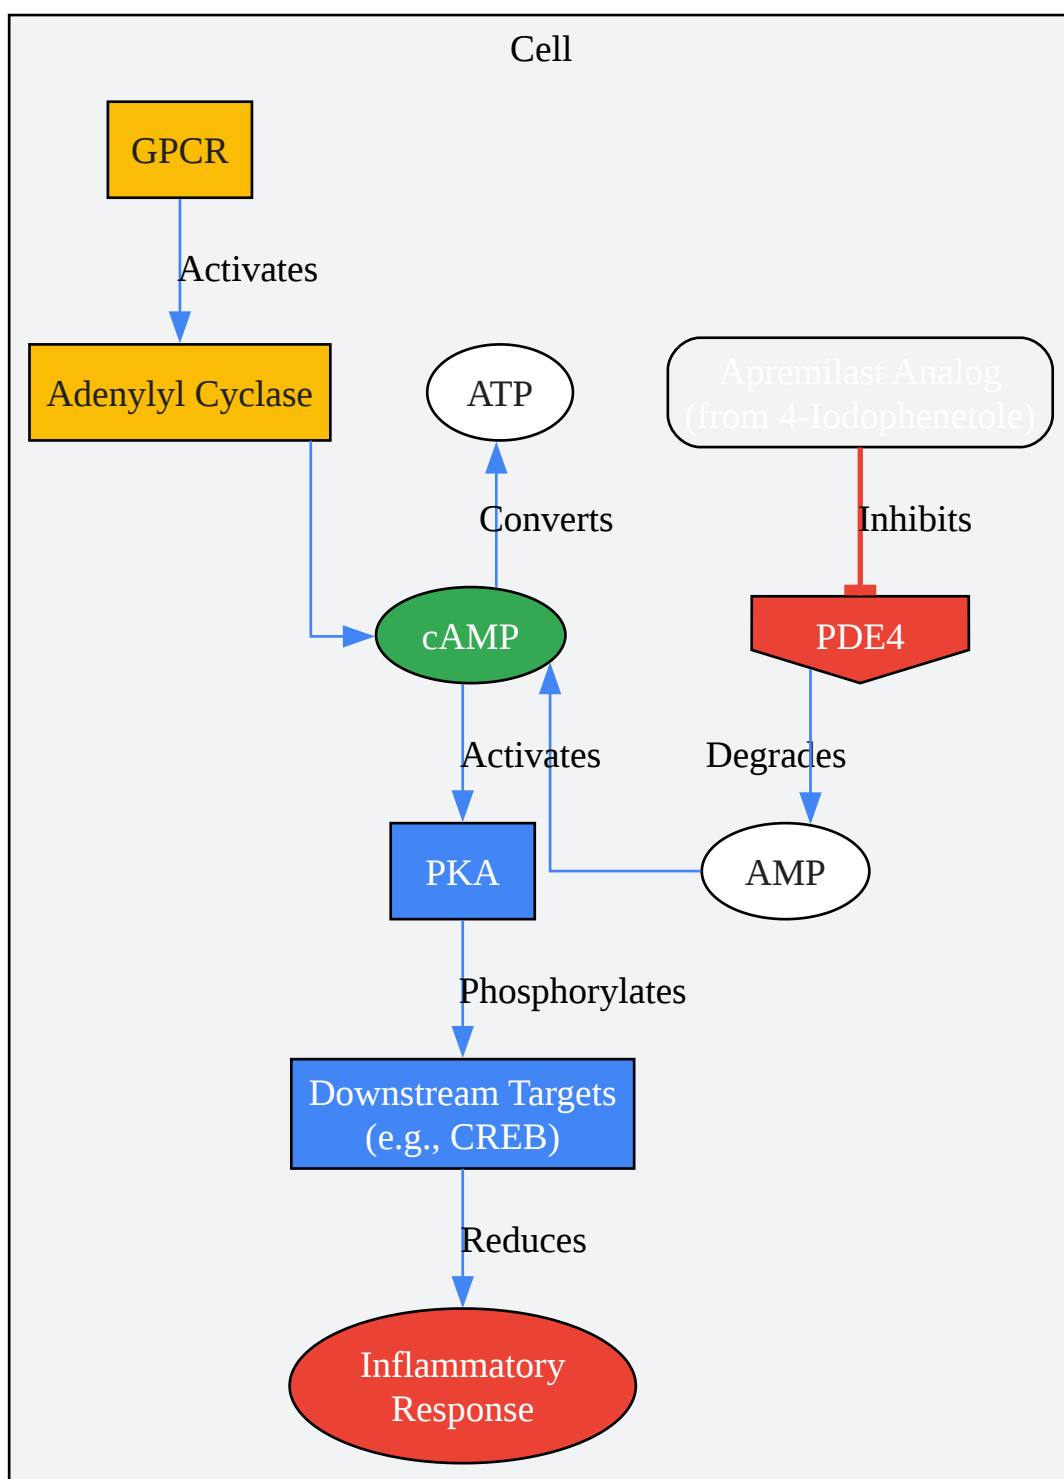 Cell
GPCR
Activates
Adenylyl Cyclase
ATP
Apremilast Analog
(from 4-Iodophenetole)
Converts
Inhibits
cAMP
PDE4
Activates
Degrades
PKA
AMP
Phosphorylates
Downstream Targets
(e.g., CREB)
Reduces
Inflammatory
Response